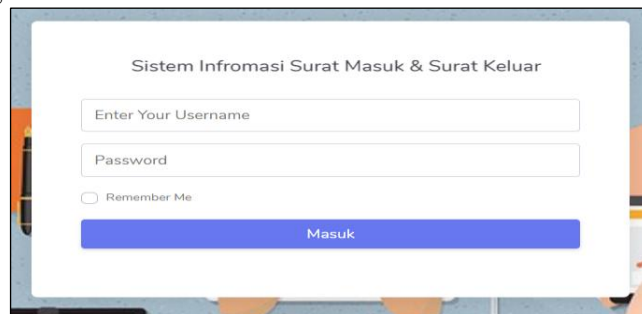 Sistem Infromasi Surat Masuk & Surat Keluar
Enter Your Username
Password
Remember Me
Masuk